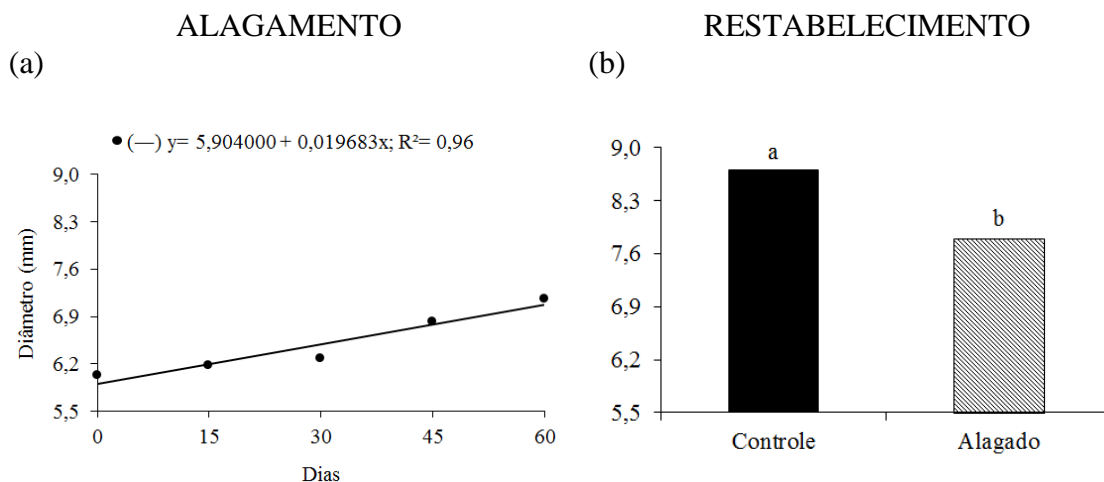 ALAGAMENTO
RESTABELECIMENTO
(a)
(b)
(—) y= 5,904000 + 0,019683x; R²= 0,96
Diâmetro (mm)
9,0
8,3
7,6
6,9
6,2
5,5
0 15 30 45 60
Dias
9,0
8,3
7,6
6,9
6,2
5,5
a
b
Controle Alagado